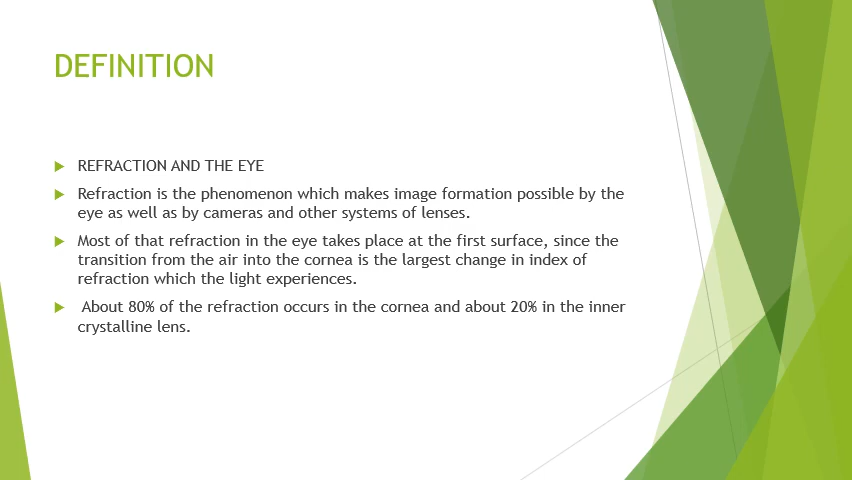 DEFINITION
REFRACTION AND THE EYE
Refraction is the phenomenon which makes image formation possible by the
eye as well as by cameras and other systems of lenses.
Most of that refraction in the eye takes place at the first surface, since the
transition from the air into the cornea is the largest change in index of
refraction which the light experiences.
About 80% of the refraction occurs in the cornea and about 20% in the inner
crystalline lens.